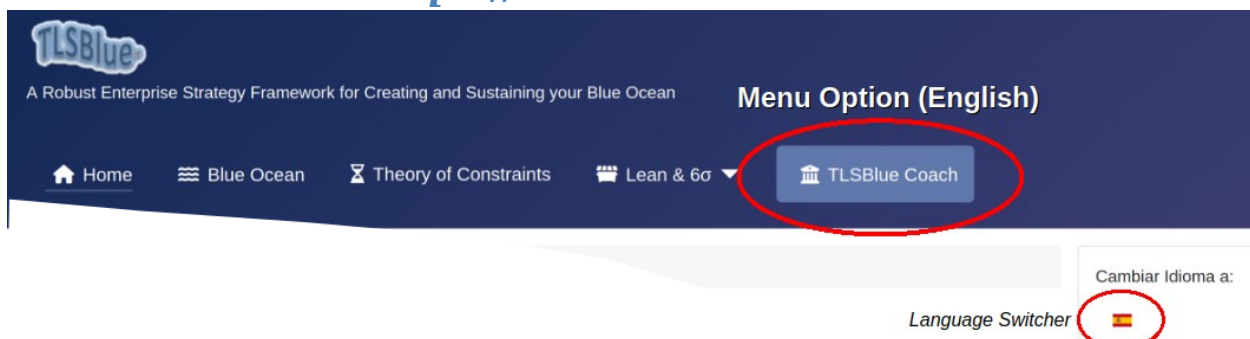 TLSBlue
A Robust Enterprise Strategy Framework for Creating and Sustaining your Blue Ocean
Menu Option (English)
Home Blue Ocean Theory of Constraints Lean & 6σ TLSBlue Coach
Cambiar Idioma a:
Language Switcher